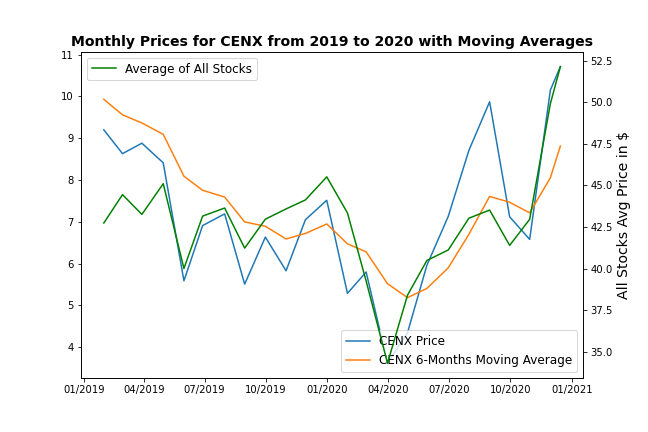 Monthly Prices for CENX from 2019 to 2020 with Moving Averages
Average of All Stocks
11
10
9
8
7
6
5
4
52.5
50.0
47.5
45.0
42.5
40.0
37.5
35.0
All Stocks Avg Price in $
CENX Price
CENX 6-Months Moving Average
01/2019 04/2019 07/2019 10/2019 01/2020 04/2020 07/2020 10/2020 01/2021